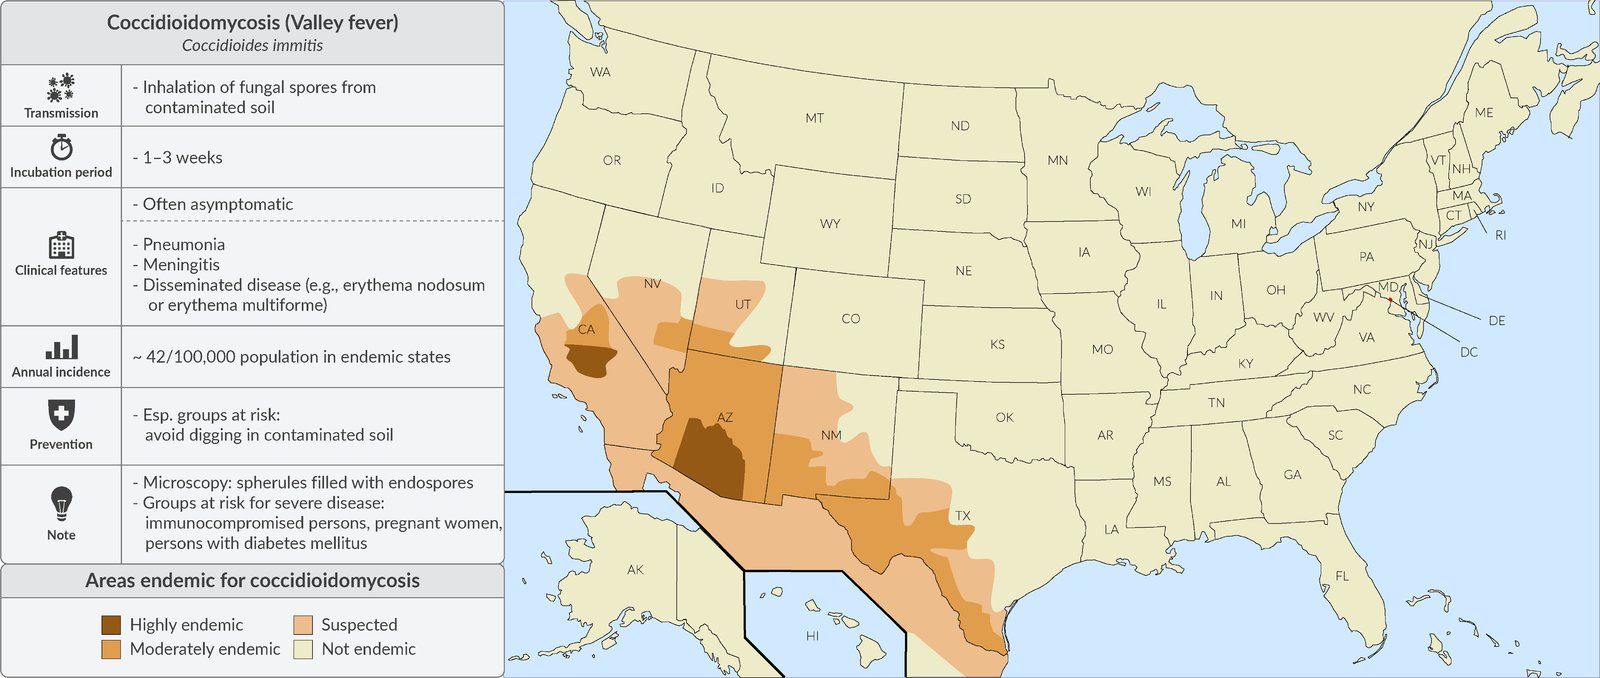 Coccidioidomycosis (Valley fever)
Coccidioides immitis
Transmission
- Inhalation of fungal spores from
contaminated soil
Incubation period
- 1–3 weeks
Clinical features
- Often asymptomatic
- Pneumonia
- Meningitis
- Disseminated disease (e.g., erythema nodosum
or erythema multiforme)
Annual incidence
~ 42/100,000 population in endemic states
Prevention
- Esp. groups at risk:
avoid digging in contaminated soil
Note
- Microscopy: spherules filled with endospores
- Groups at risk for severe disease:
immunocompromised persons, pregnant women,
persons with diabetes mellitus
Areas endemic for coccidioidomycosis
Highly endemic
Suspected
Moderately endemic
Not endemic
WA
MT
ND
MN
ME
OR
ID
SD
WI
VT
NH
WY
MI
NY
MA
CT
RI
NE
IA
PA
NJ
NV
UT
CO
IL
IN
OH
MD
DE
CA
KS
MO
WV
VA
DC
KY
AZ
NM
OK
AR
TN
NC
SC
TX
MS
AL
GA
LA
FL
AK
HI